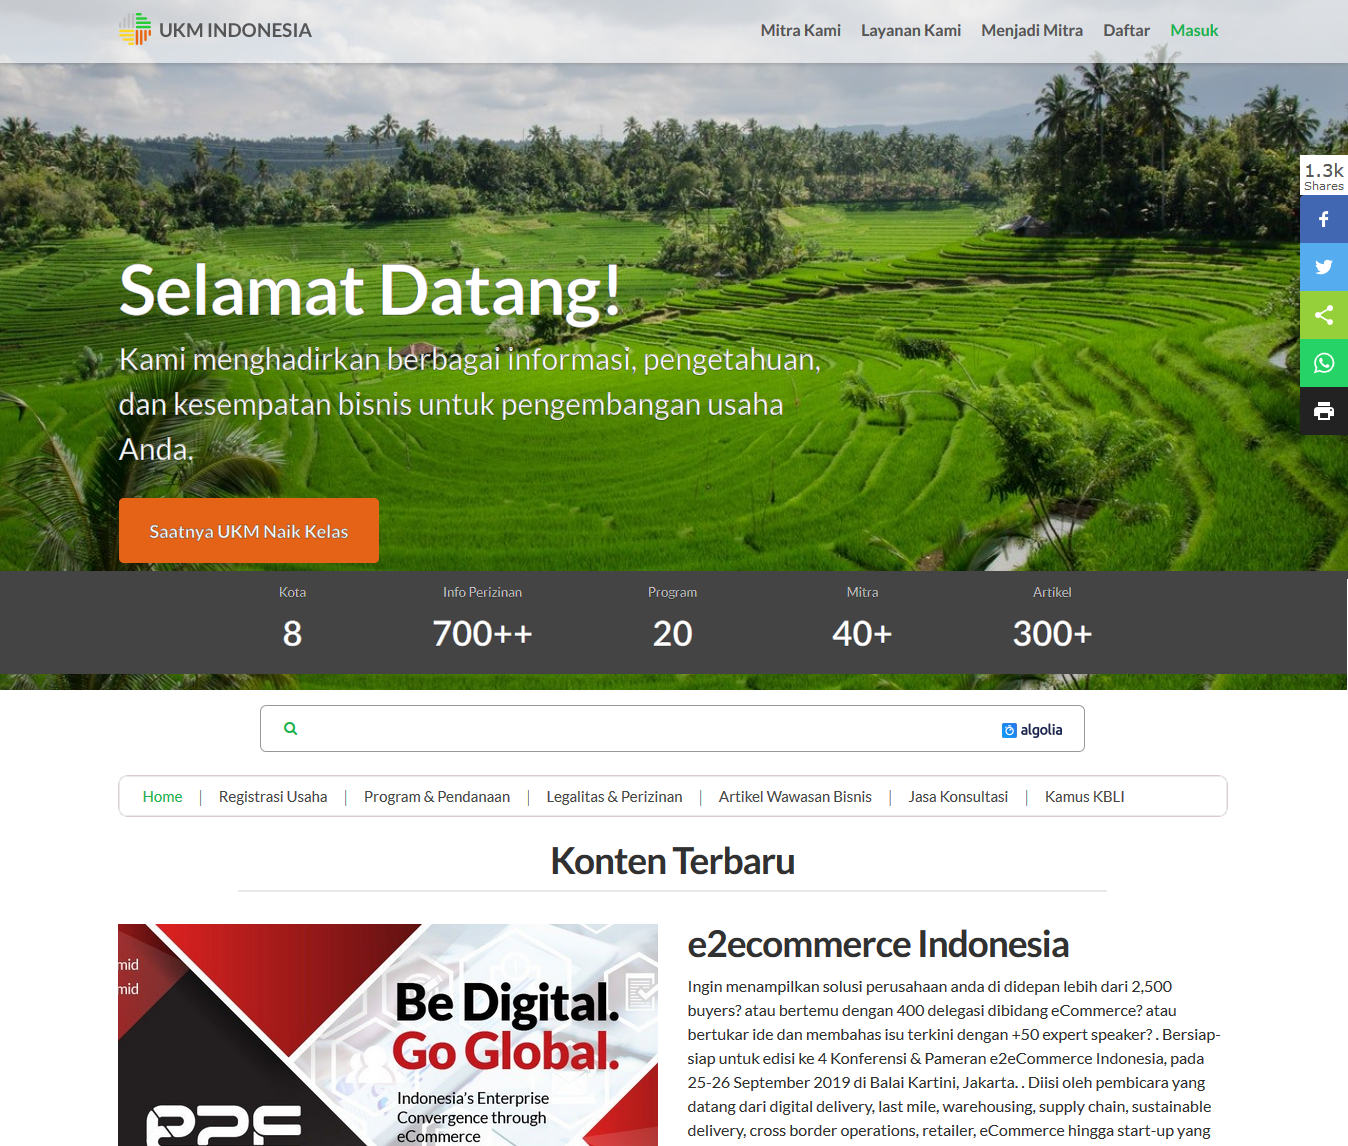 UKM INDONESIA
Mitra Kami Layanan Kami Menjadi Mitra Daftar Masuk
1.3k
Shares
Selamat Datang!
Kami menghadirkan berbagai informasi, pengetahuan,
dan kesempatan bisnis untuk pengembangan usaha
Anda.
Saatnya UKM Naik Kelas
Kota Info Perizinan Program Mitra Artikel
8 700++ 20 40+ 300+
algolia
Home | Registrasi Usaha | Program & Pendanaan | Legalitas & Perizinan | Artikel Wawasan Bisnis | Jasa Konsultasi | Kamus KBLI
Konten Terbaru
mid
mid
Be Digital.
Go Global.
Indonesia's Enterprise
Convergence through
eCommerce
e2ecommerce Indonesia
Ingin menampilkan solusi perusahaan anda di didepan lebih dari 2,500
buyers? atau bertemu dengan 400 delegasi dibidang eCommerce? atau
bertukar ide dan membahas isu terkini dengan +50 expert speaker? . Bersiap-
siap untuk edisi ke 4 Konferensi & Pameran e2eCommerce Indonesia, pada
25-26 September 2019 di Balai Kartini, Jakarta. . Diisi oleh pembicara yang
datang dari digital delivery, last mile, warehousing, supply chain, sustainable
delivery, cross border operations, retailer, eCommerce hingga start-up yang